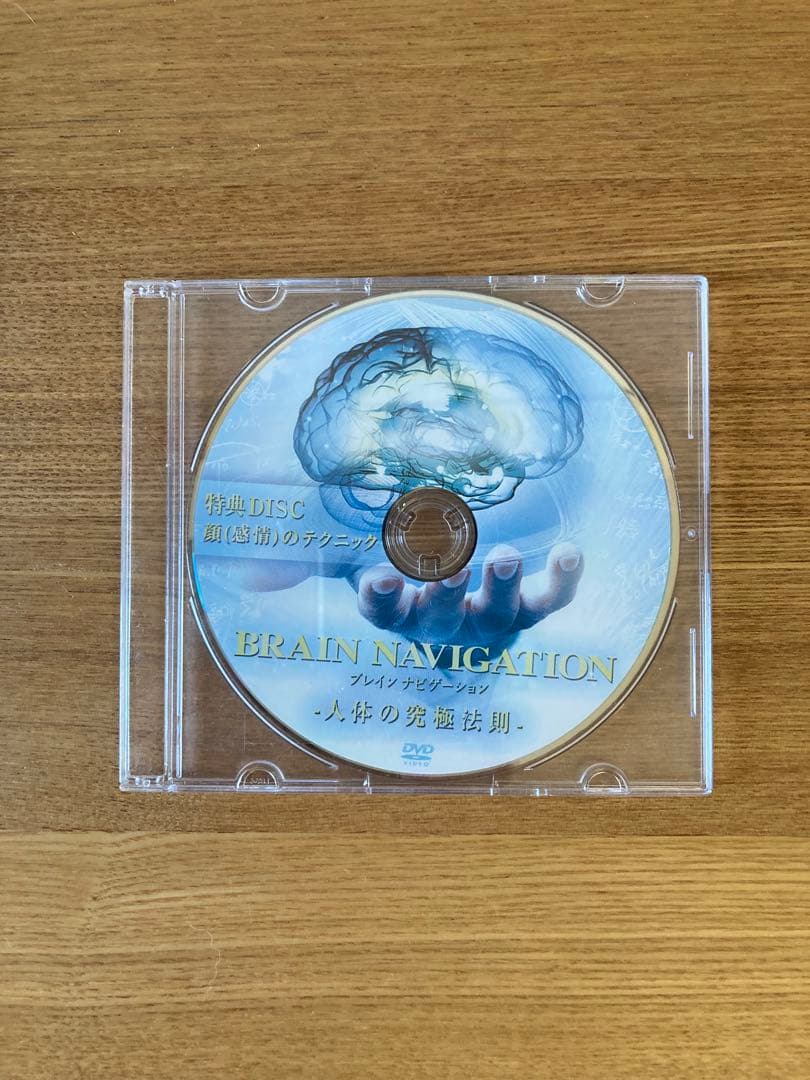 特典DISC
顔(感情)のテクニック
BRAIN NAVIGATION
ブレイン ナビゲーション
-人体の究極法則-
DVD
VIDEO